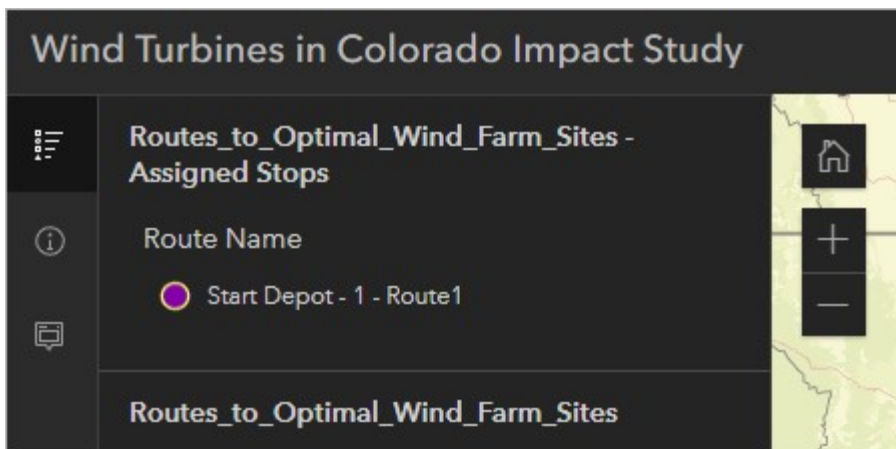 Wind Turbines in Colorado Impact Study
Routes_to_Optimal_Wind_Farm_Sites -
Assigned Stops
Route Name
Start Depot - 1 - Route1
Routes_to_Optimal_Wind_Farm_Sites